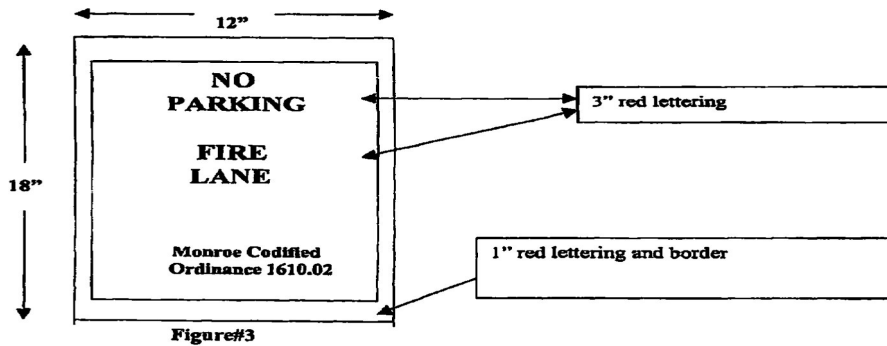 12”
NO
PARKING
FIRE
LANE
3” red lettering
18”
Monroe Codified
Ordinance 1610.02
1” red lettering and border
Figure#3